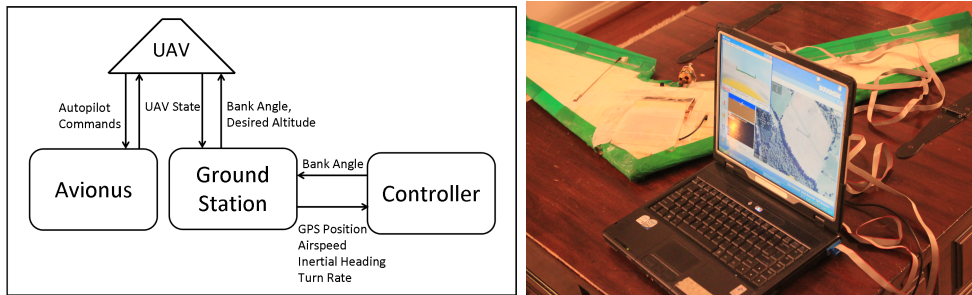 UAV
Autopilot
Commands
UAV State
Bank Angle,
Desired Altitude
Avionus
Ground
Station
Bank Angle
Controller
GPS Position
Airspeed
Inertial Heading
Turn Rate